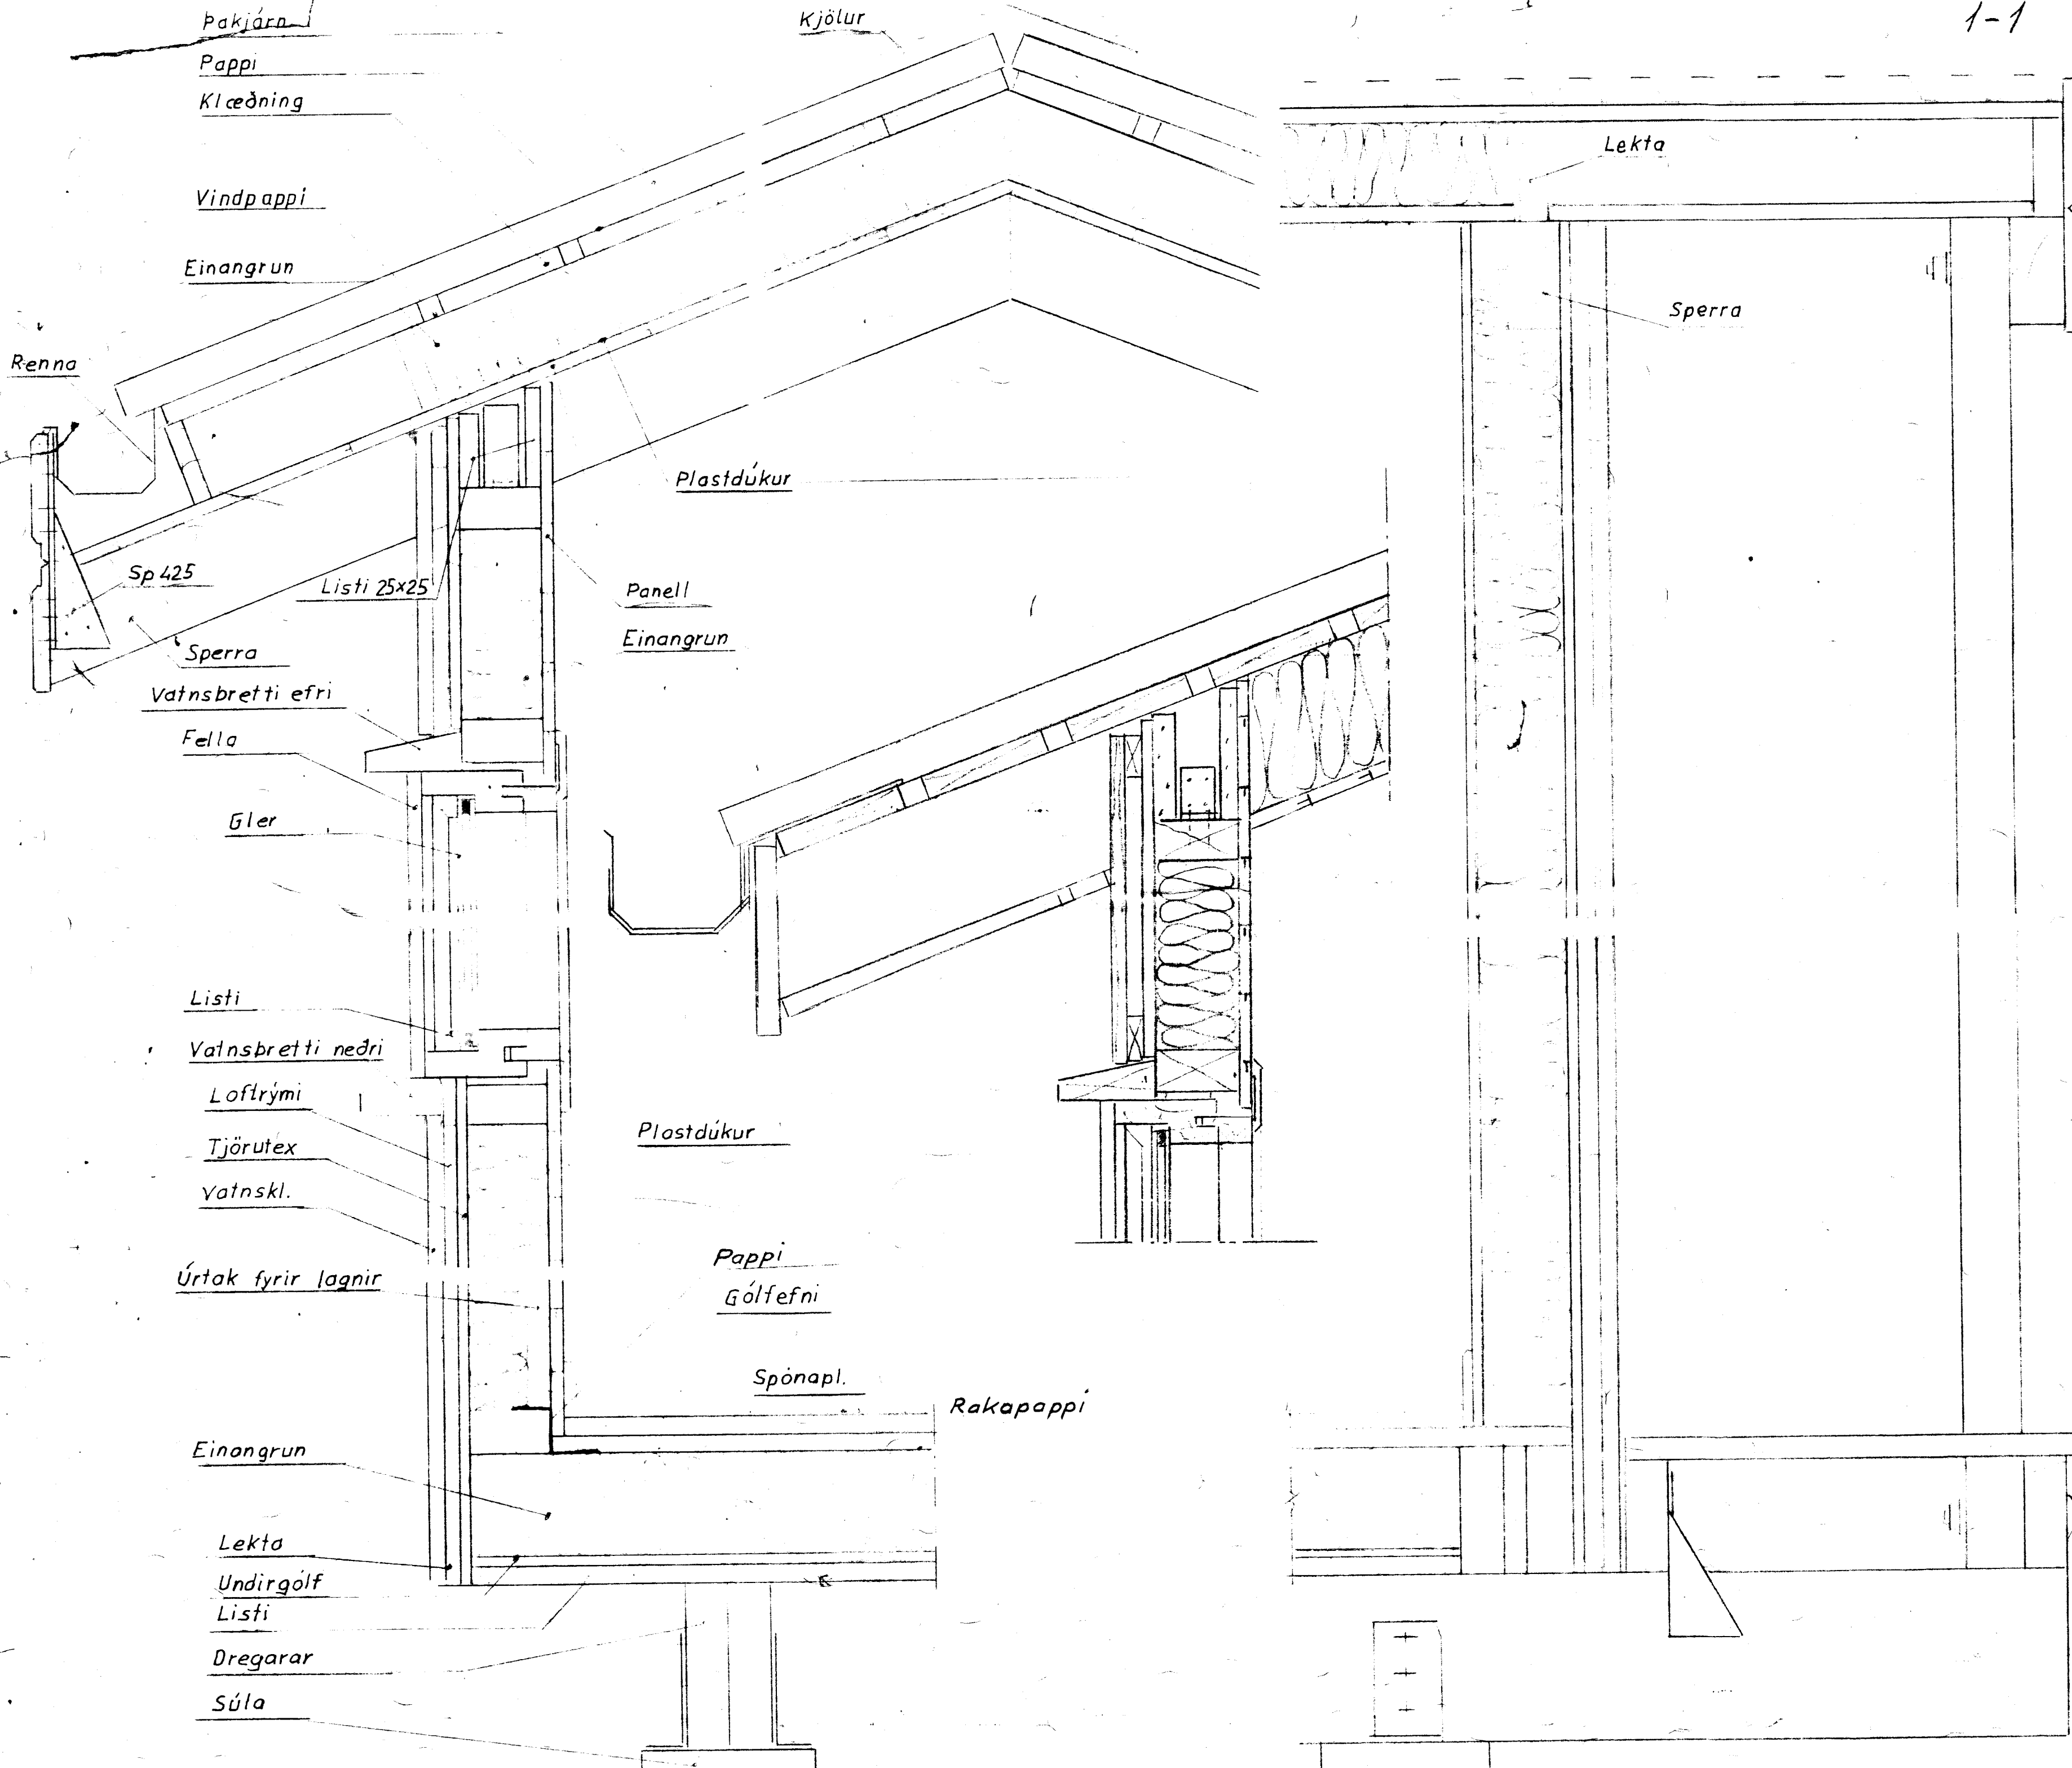 1-1
Þakjárn
Kjölur
Pappi
Klæðning
Lekta
Vindpappi
Einangrun
Sperra
Renna
Plastdúkur
Sp 425
Listi 25x25
Panell
Einangrun
Sperra
Vatnsbretti efri
Fella
Gler
Listi
Vatnsbretti neðri
Loftrými
Tjörutex
Vatnskl.
Plastdúkur
Úrtak fyrir lagnir
Pappi
Gólfefni
Spónapl.
Rakapappi
Einangrun
Lekta
Undirgólf
Listi
Dregarar
Súla